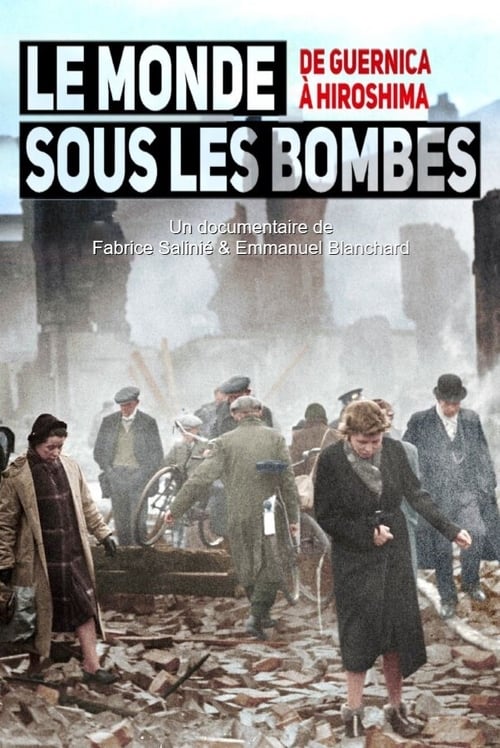 LE MONDE
DE GUERNICA
À HIROSHIMA
SOUS LES BOMBES
Un documentaire de
Fabrice Salinié & Emmanuel Blanchard